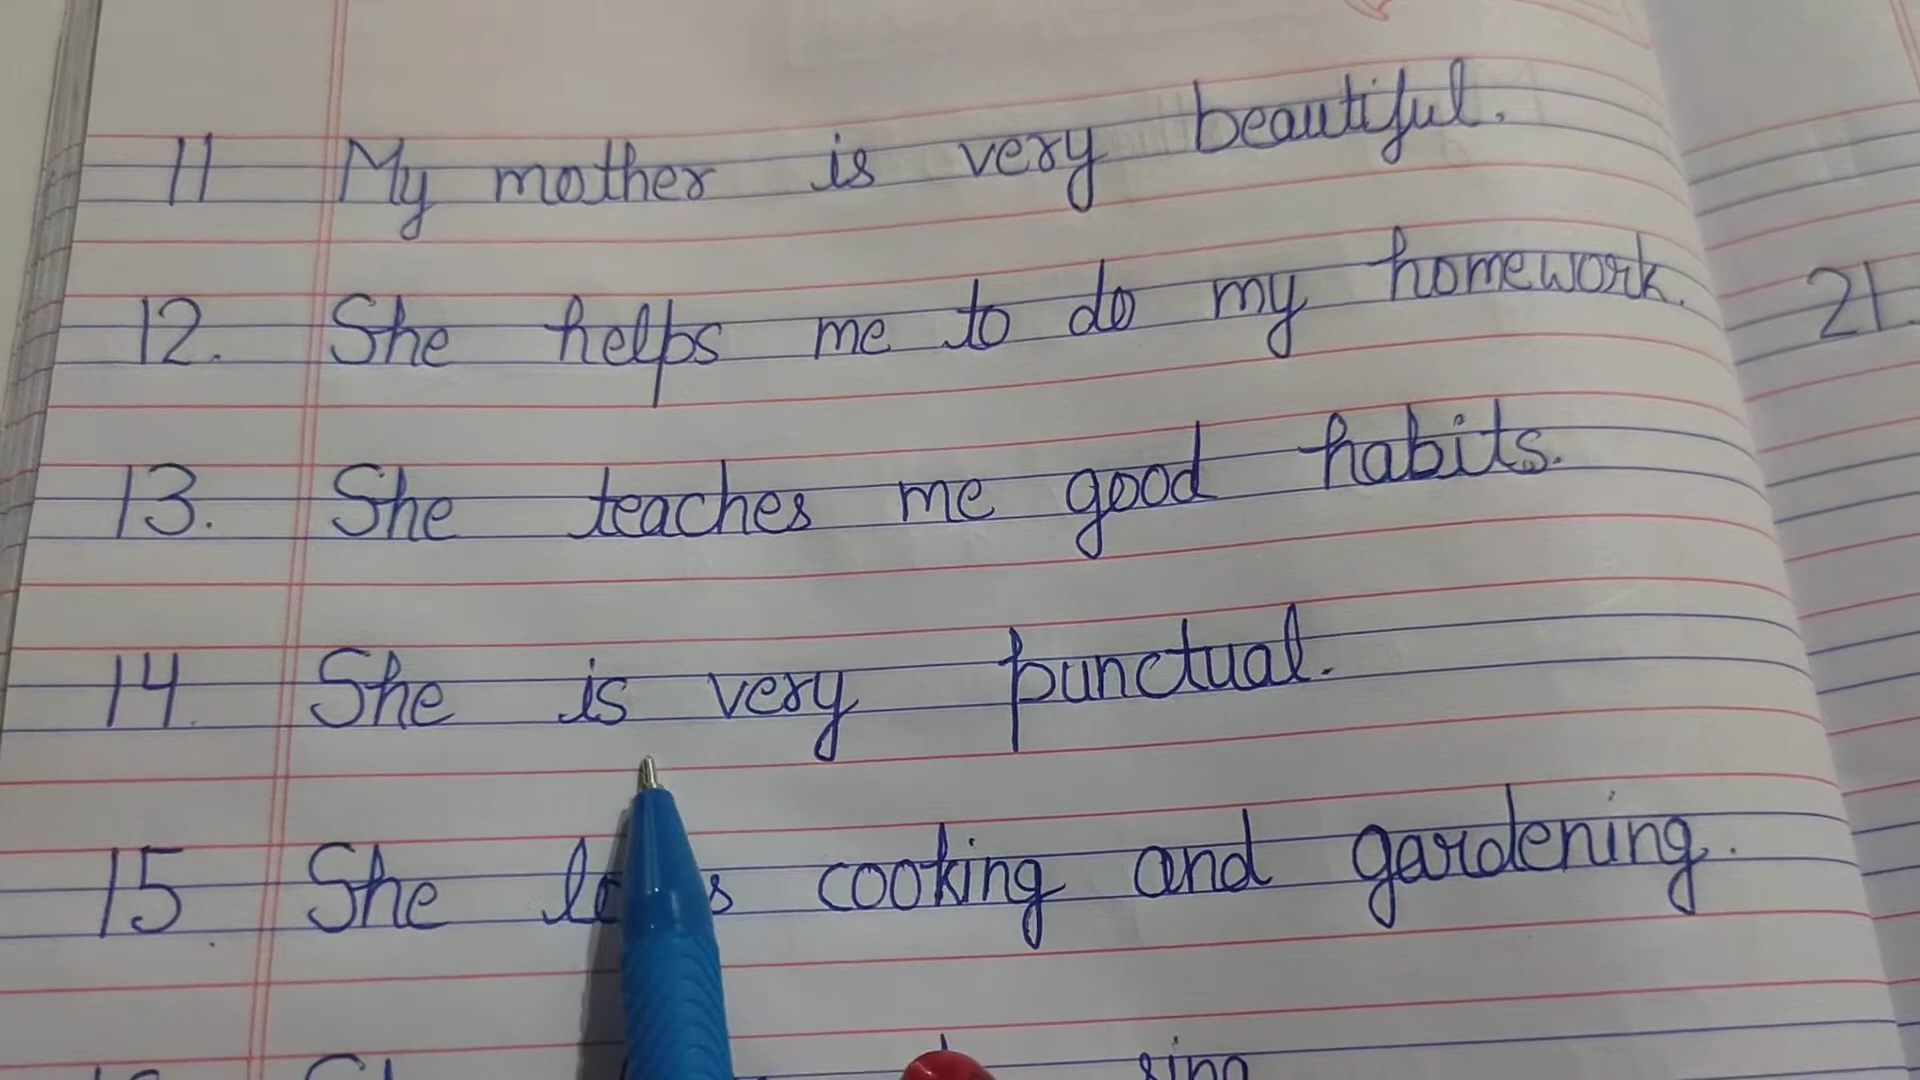 11 My mother is very beautiful.
12. She helps me to do my homework.
21.
13. She teaches me good habits.
14. She is very punctual.
15. She cooking and gardening.